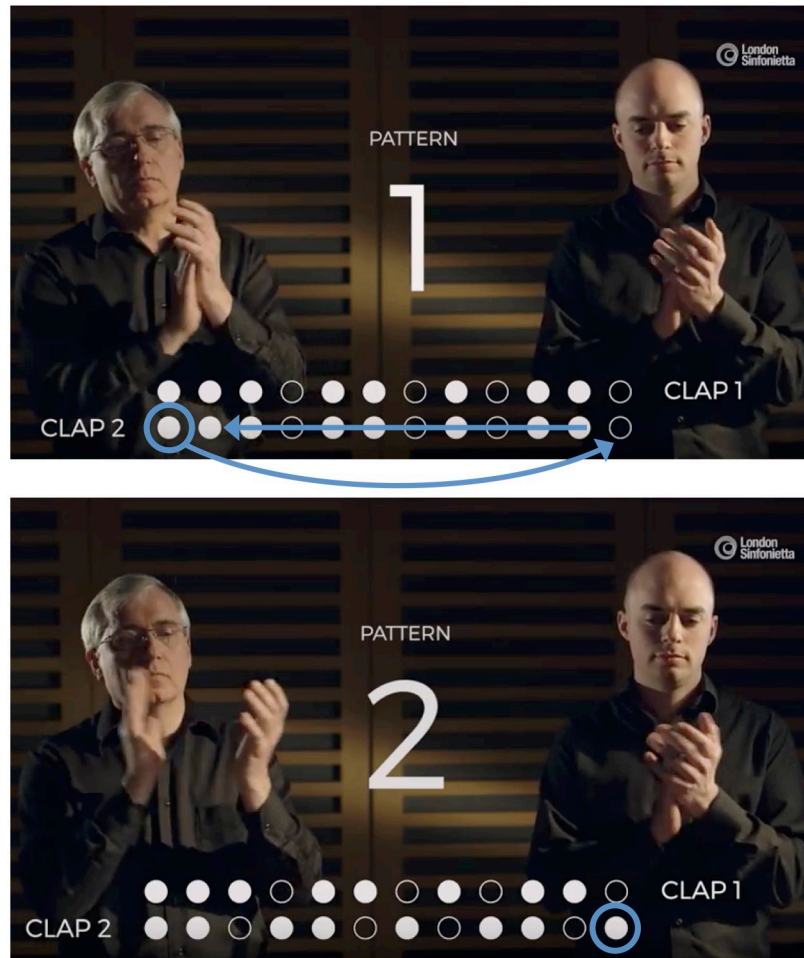 London
Sinfonietta
PATTERN
1
CLAP 1
CLAP 2
London
Sinfonietta
PATTERN
2
CLAP 1
CLAP 2